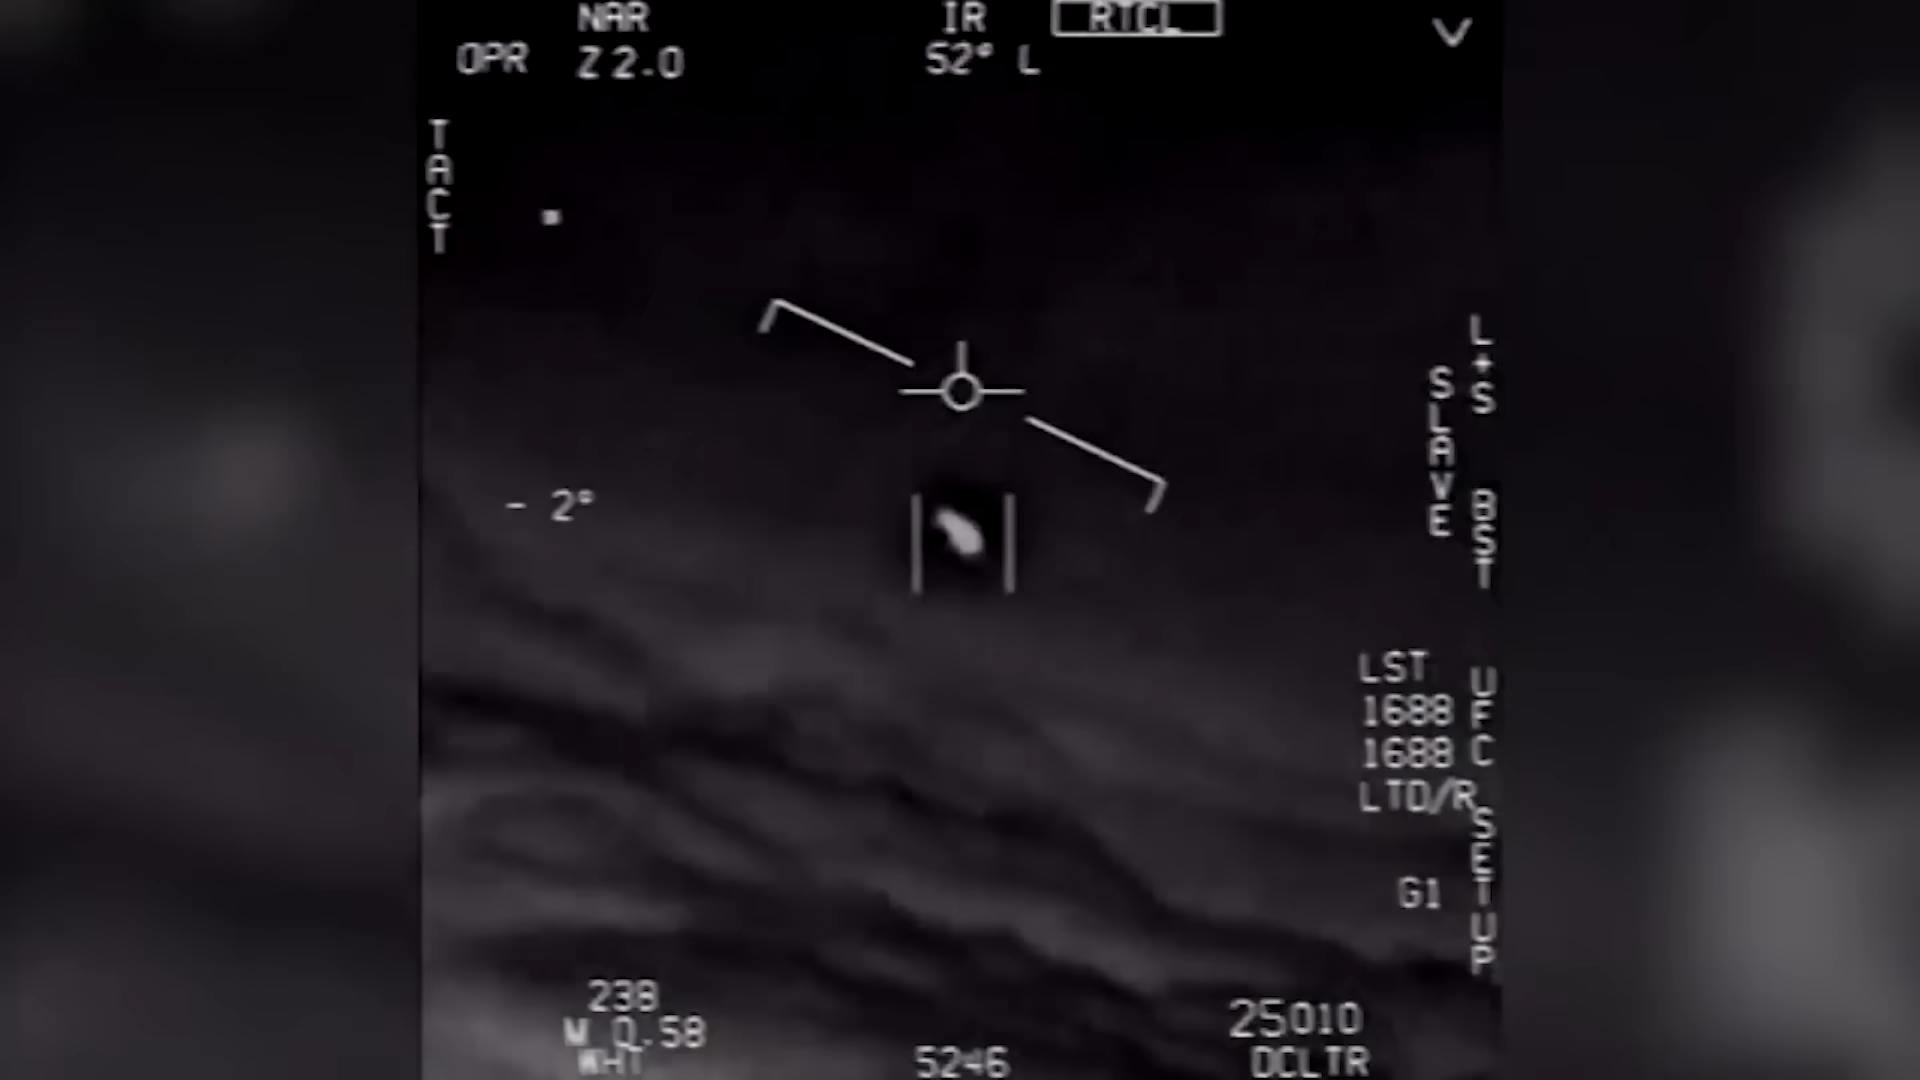 NAR IR RTCL
OPR Z 2.0 52° L
TACT
L+S
SLAVE
BST
- 2°
LST
1688
1688
UFC
LTD/R
SETUP
G1
238
M 0.58
25010
WHT 5246 DCLTR